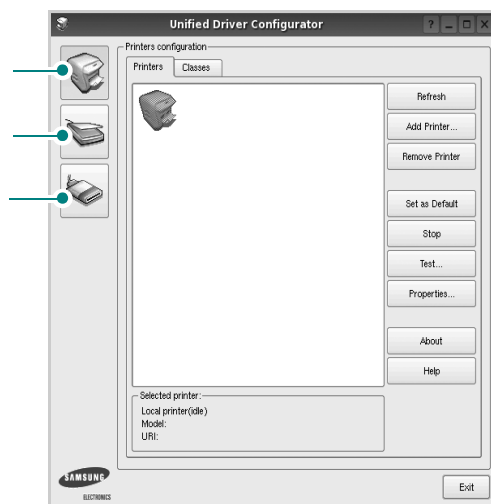 Unified Driver Configurator
Printers configuration
Printers
Classes
Refresh
Add Printer...
Remove Printer
Set as Default
Stop
Test...
Properties...
About
Help
Selected printer:
Local printer(idle)
Model:
URI:
SAMSUNG
ELECTRONICS
Exit